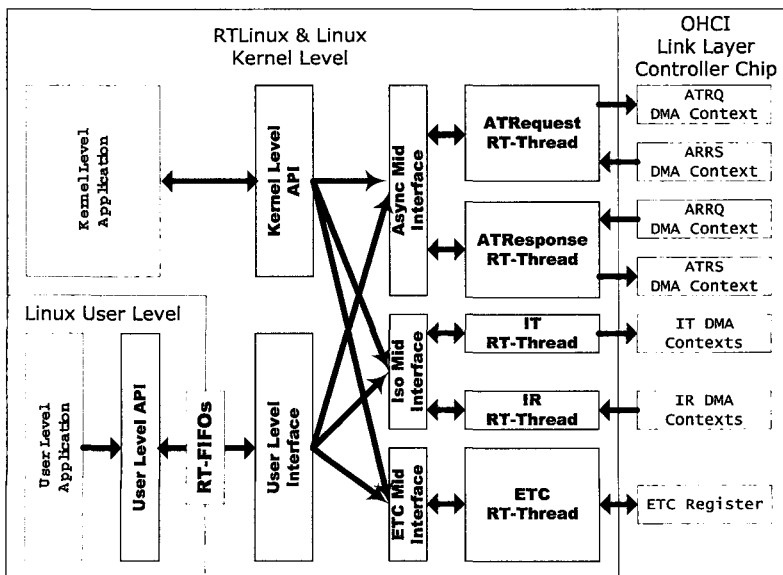 RTLinux & Linux
Kernel Level
OHCI
Link Layer
Controller Chip
Kernel Level
Application
Kernel Level
API
Async Mid
Interface
ATRequest
RT-Thread
ATRQ
DMA Context
ARRS
DMA Context
ATResponse
RT-Thread
ARRQ
DMA Context
ATRS
DMA Context
Linux User Level
User Level
Application
User Level API
RT-FIFOs
User Level
Interface
Iso Mid
Interface
IT
RT-Thread
IT DMA
Contexts
IR
RT-Thread
IR DMA
Contexts
ETC Mid
Interface
ETC
RT-Thread
ETC Register